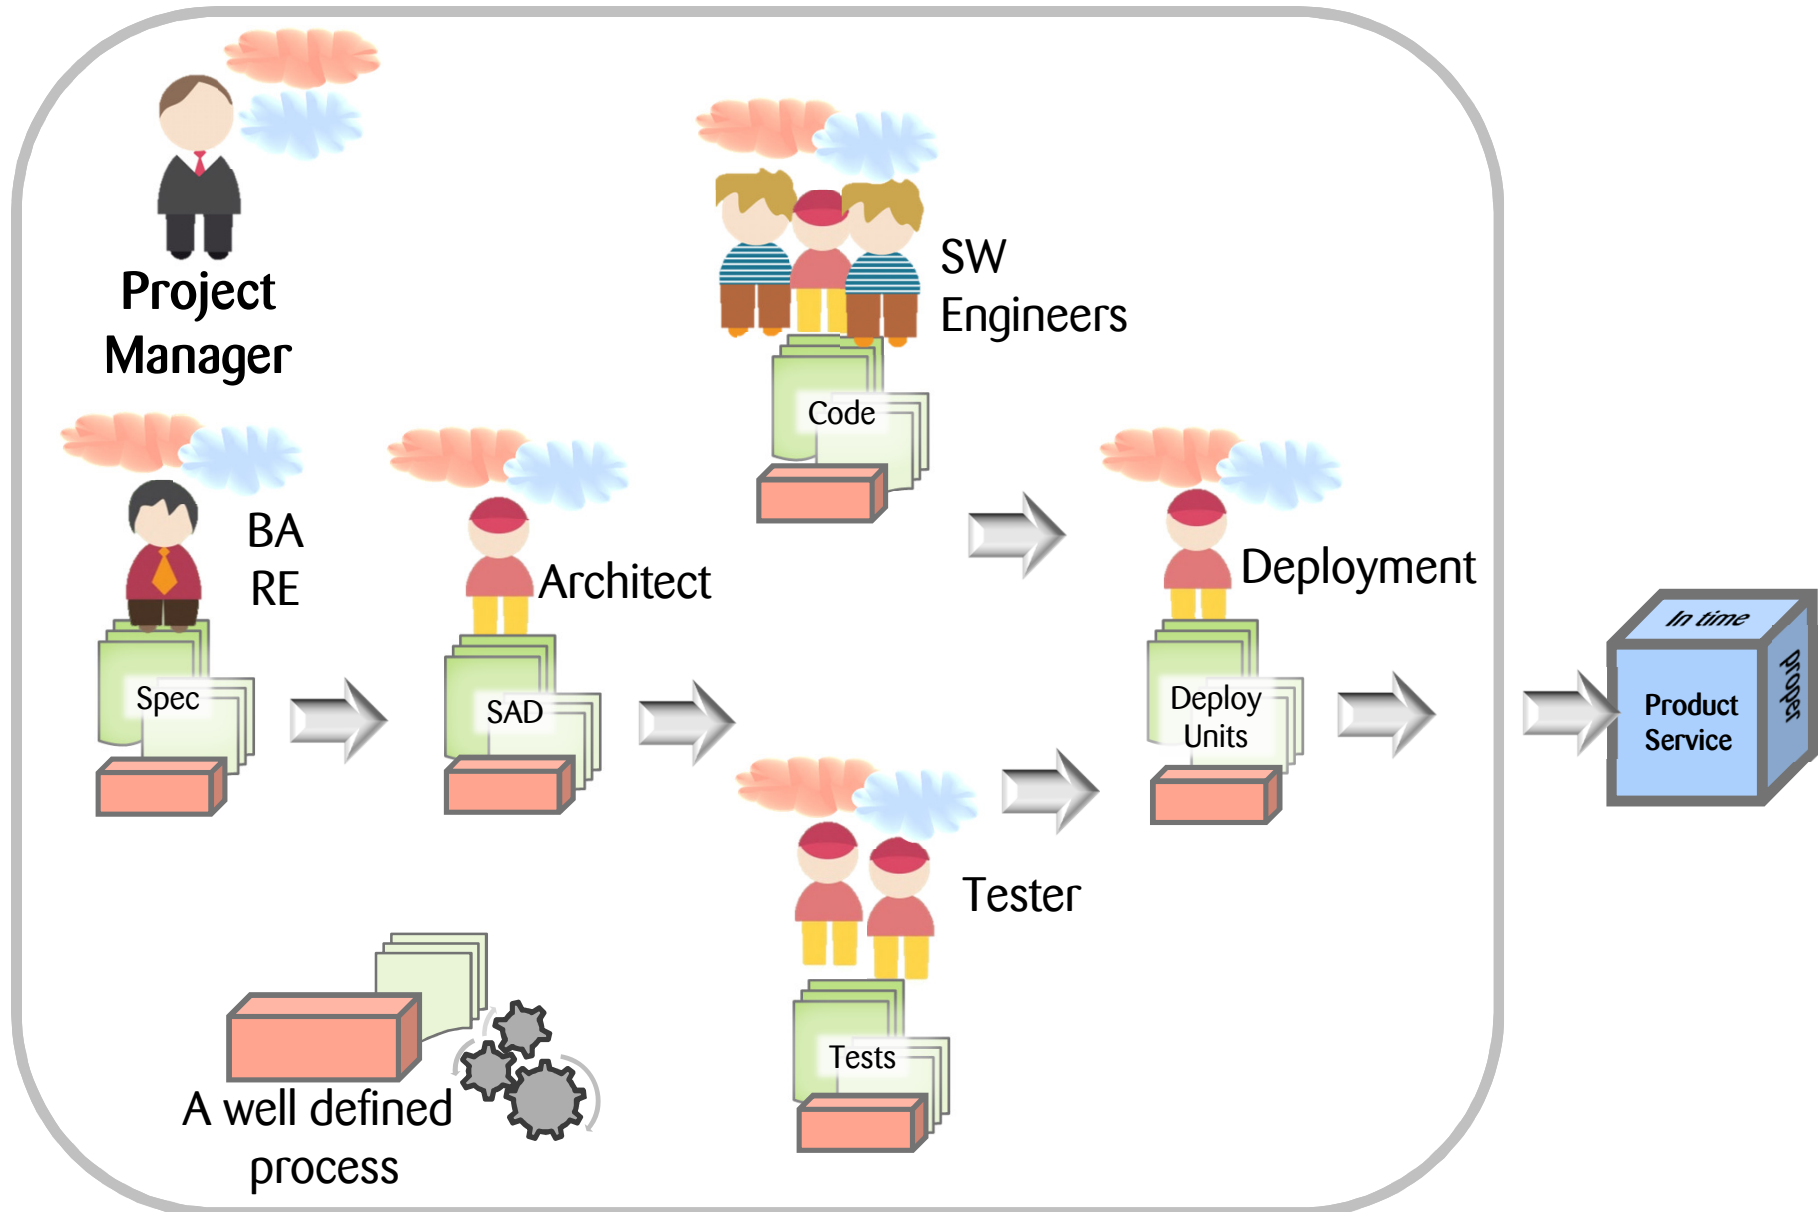 Project
Manager
SW
Engineers
Code
BA
RE
Architect
Deployment
Spec
SAD
Deploy
Units
In time
proper
Product
Service
Tester
Tests
A well defined
process